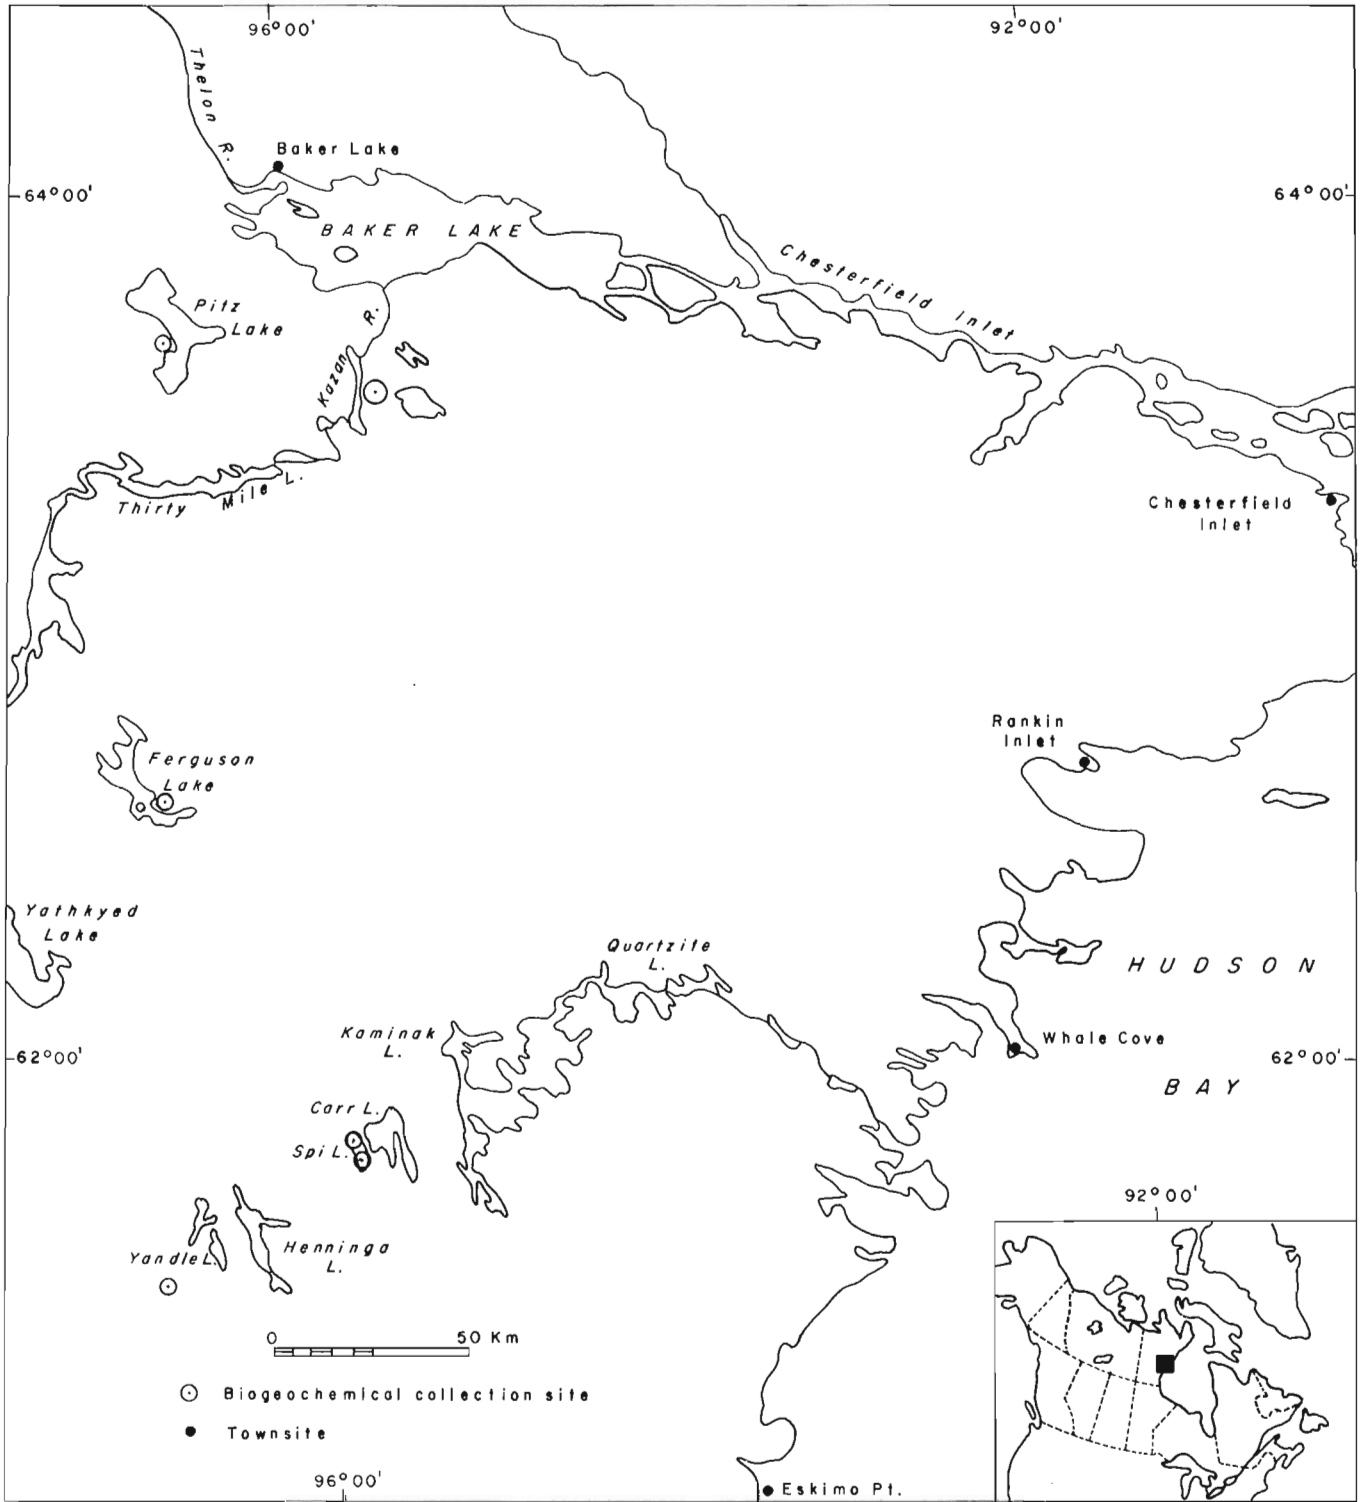 96°00'
92°00'
Thelon R.
Baker Lake
64°00'
64°00'
BAKER LAKE
Chesterfield Inlet
Pitz
Lake
Kazan R.
Thirty Mile L.
Chesterfield
Inlet
Rankin
Inlet
Ferguson
Lake
Yathkyed
Lake
Quartzite
L.
HUDSON
Kaminak
L.
Whale Cove
62°00'
62°00'
BAY
Carr L.
Spi L.
92°00'
Yandle L.
Henninga
L.
0 50 Km
Biogeochemical collection site
Townsite
96°00'
Eskimo Pt.